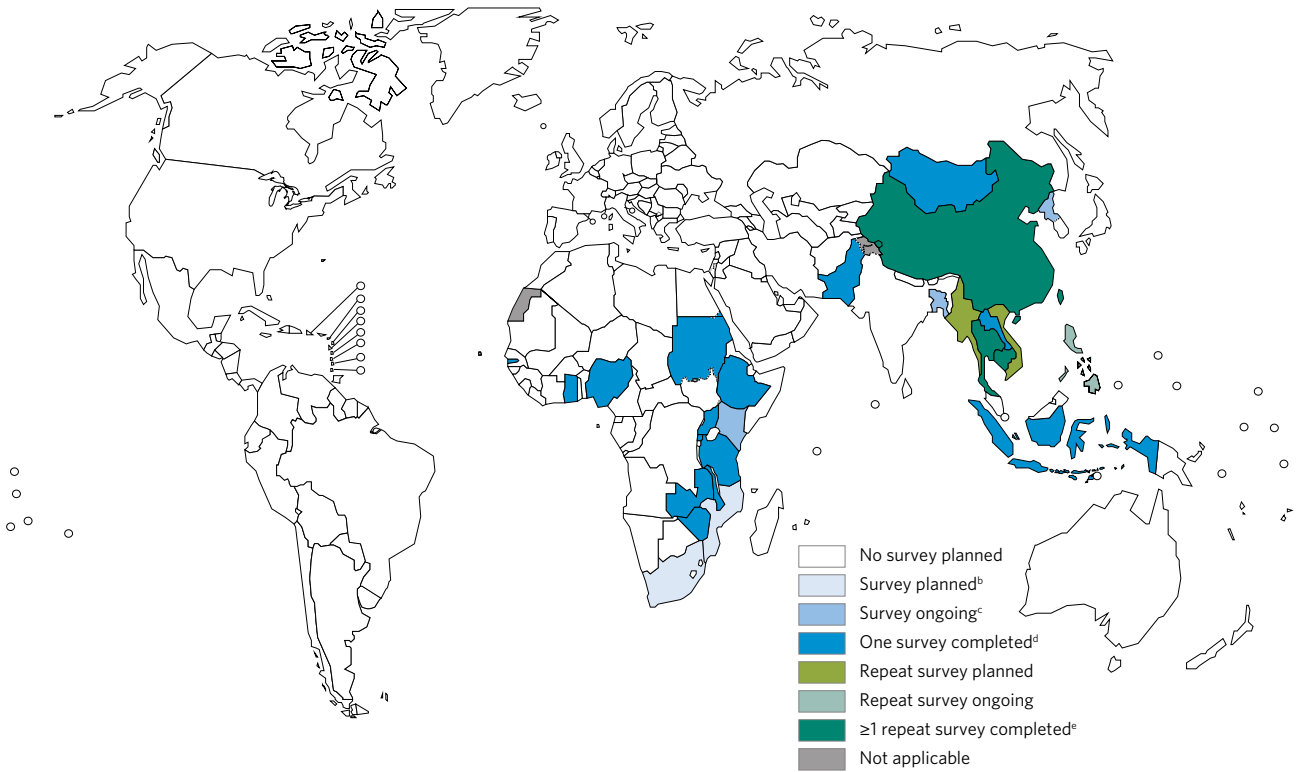 No survey planned
Survey plannedᵇ
Survey ongoingᶜ
One survey completedᵈ
Repeat survey planned
Repeat survey ongoing
≥1 repeat survey completedᵉ
Not applicable